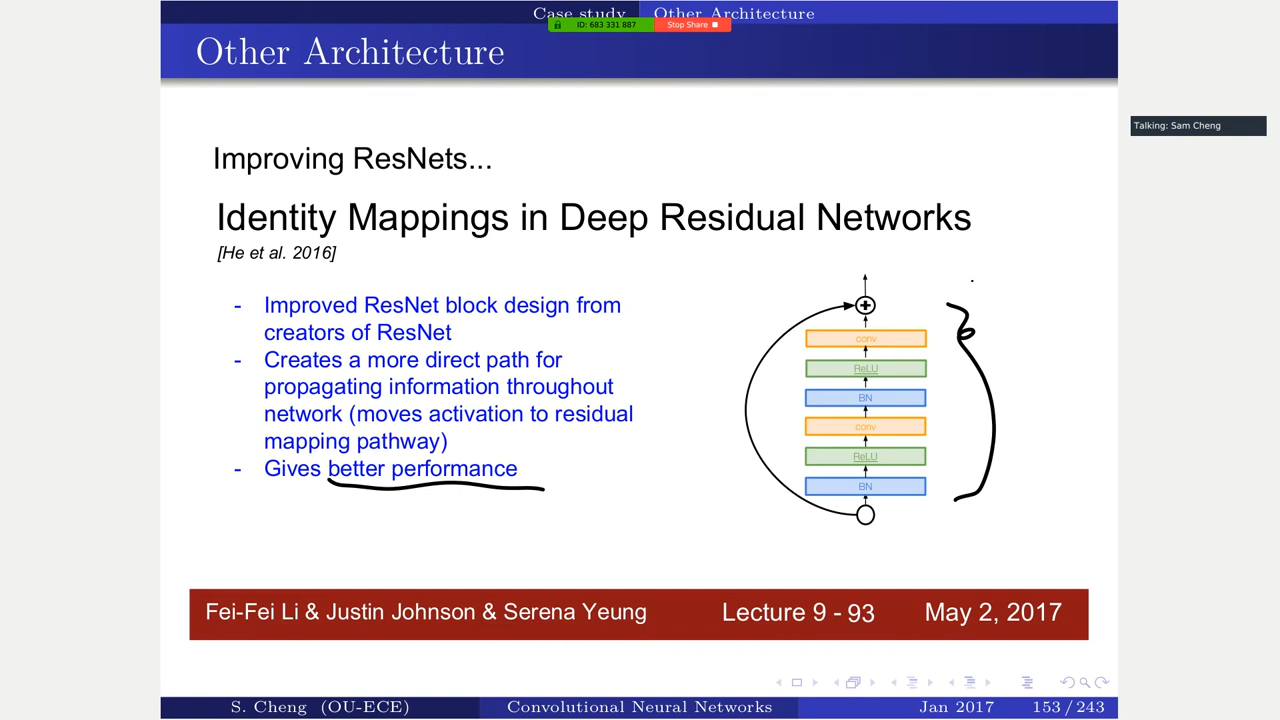 Case study Other Architecture
ID: 683 331 887 Stop Share
Other Architecture
Talking: Sam Cheng
Improving ResNets...
Identity Mappings in Deep Residual Networks
[He et al. 2016]
- Improved ResNet block design from
creators of ResNet
- Creates a more direct path for
propagating information throughout
network (moves activation to residual
mapping pathway)
- Gives better performance
conv
ReLU
BN
conv
ReLU
BN
Fei-Fei Li & Justin Johnson & Serena Yeung Lecture 9 - 93 May 2, 2017
S. Cheng (OU-ECE) Convolutional Neural Networks Jan 2017 153 / 243